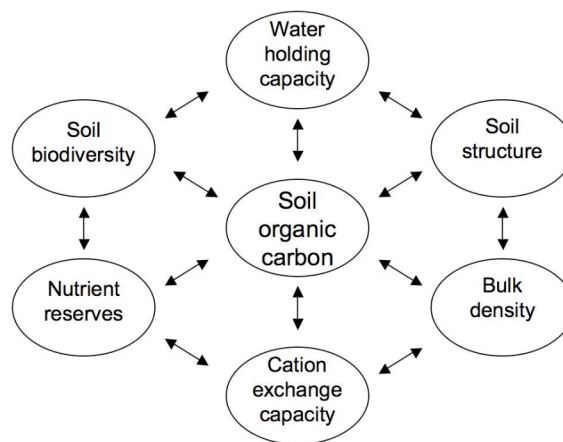 Water
holding
capacity
Soil
biodiversity
Soil
structure
Soil
organic
carbon
Nutrient
reserves
Bulk
density
Cation
exchange
capacity